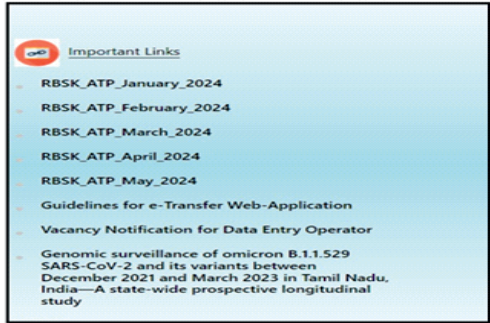 Important Links
RBSK_ATP_January_2024
RBSK_ATP_February_2024
RBSK_ATP_March_2024
RBSK_ATP_April_2024
RBSK_ATP_May_2024
Guidelines for e-Transfer Web-Application
Vacancy Notification for Data Entry Operator
Genomic surveillance of omicron B.1.1.529
SARS-CoV-2 and its variants between
December 2021 and March 2023 in Tamil Nadu,
India—A state-wide prospective longitudinal
study